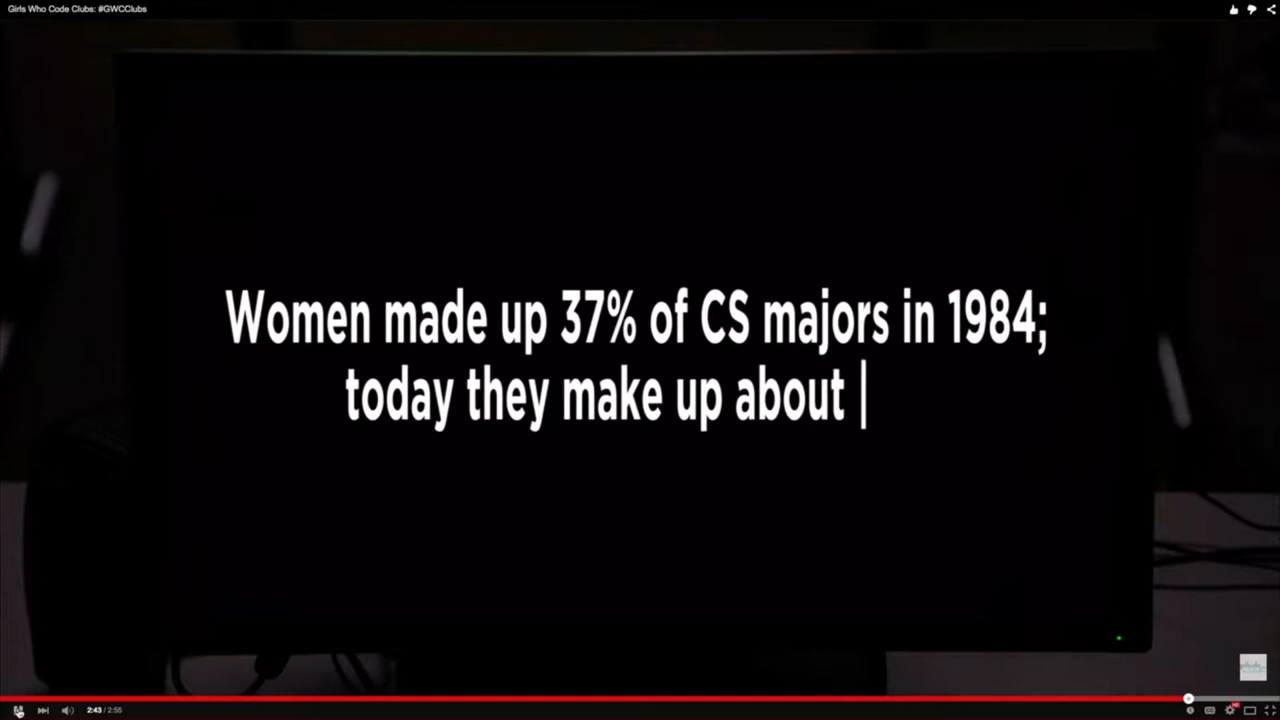 Girls Who Code Clubs: #GWCClubs
Women made up 37% of CS majors in 1984;
today they make up about |
2:43 / 2:55